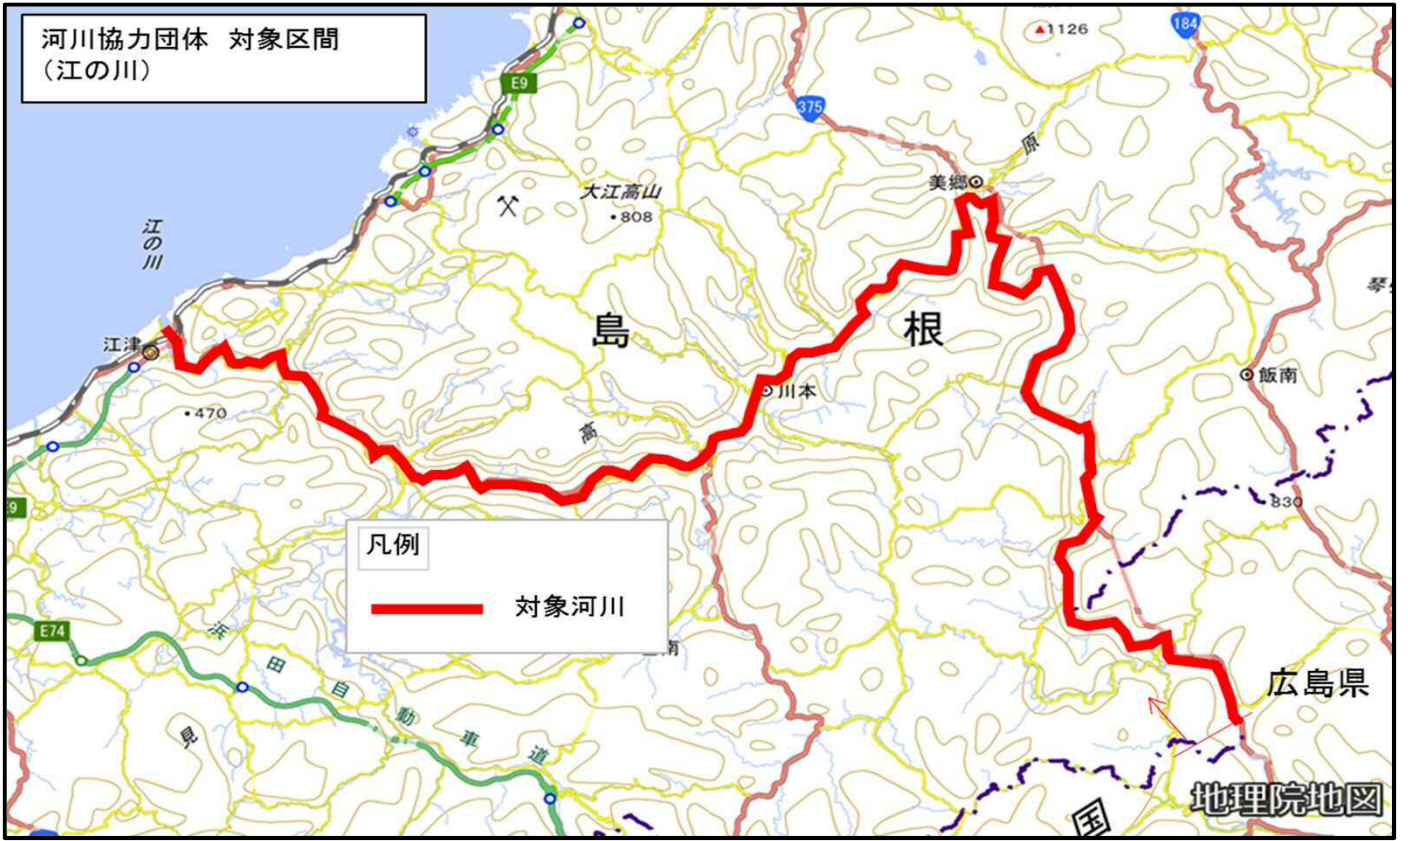 河川協力団体 対象区間
（江の川）
184
1126
E9
375
原
美郷
大江高山
808
江の川
琴
島
根
江津
川本
飯南
470
高
830
E9
凡例
対象河川
南
E74
浜田自動車道
見
広島県
地理院地図
国